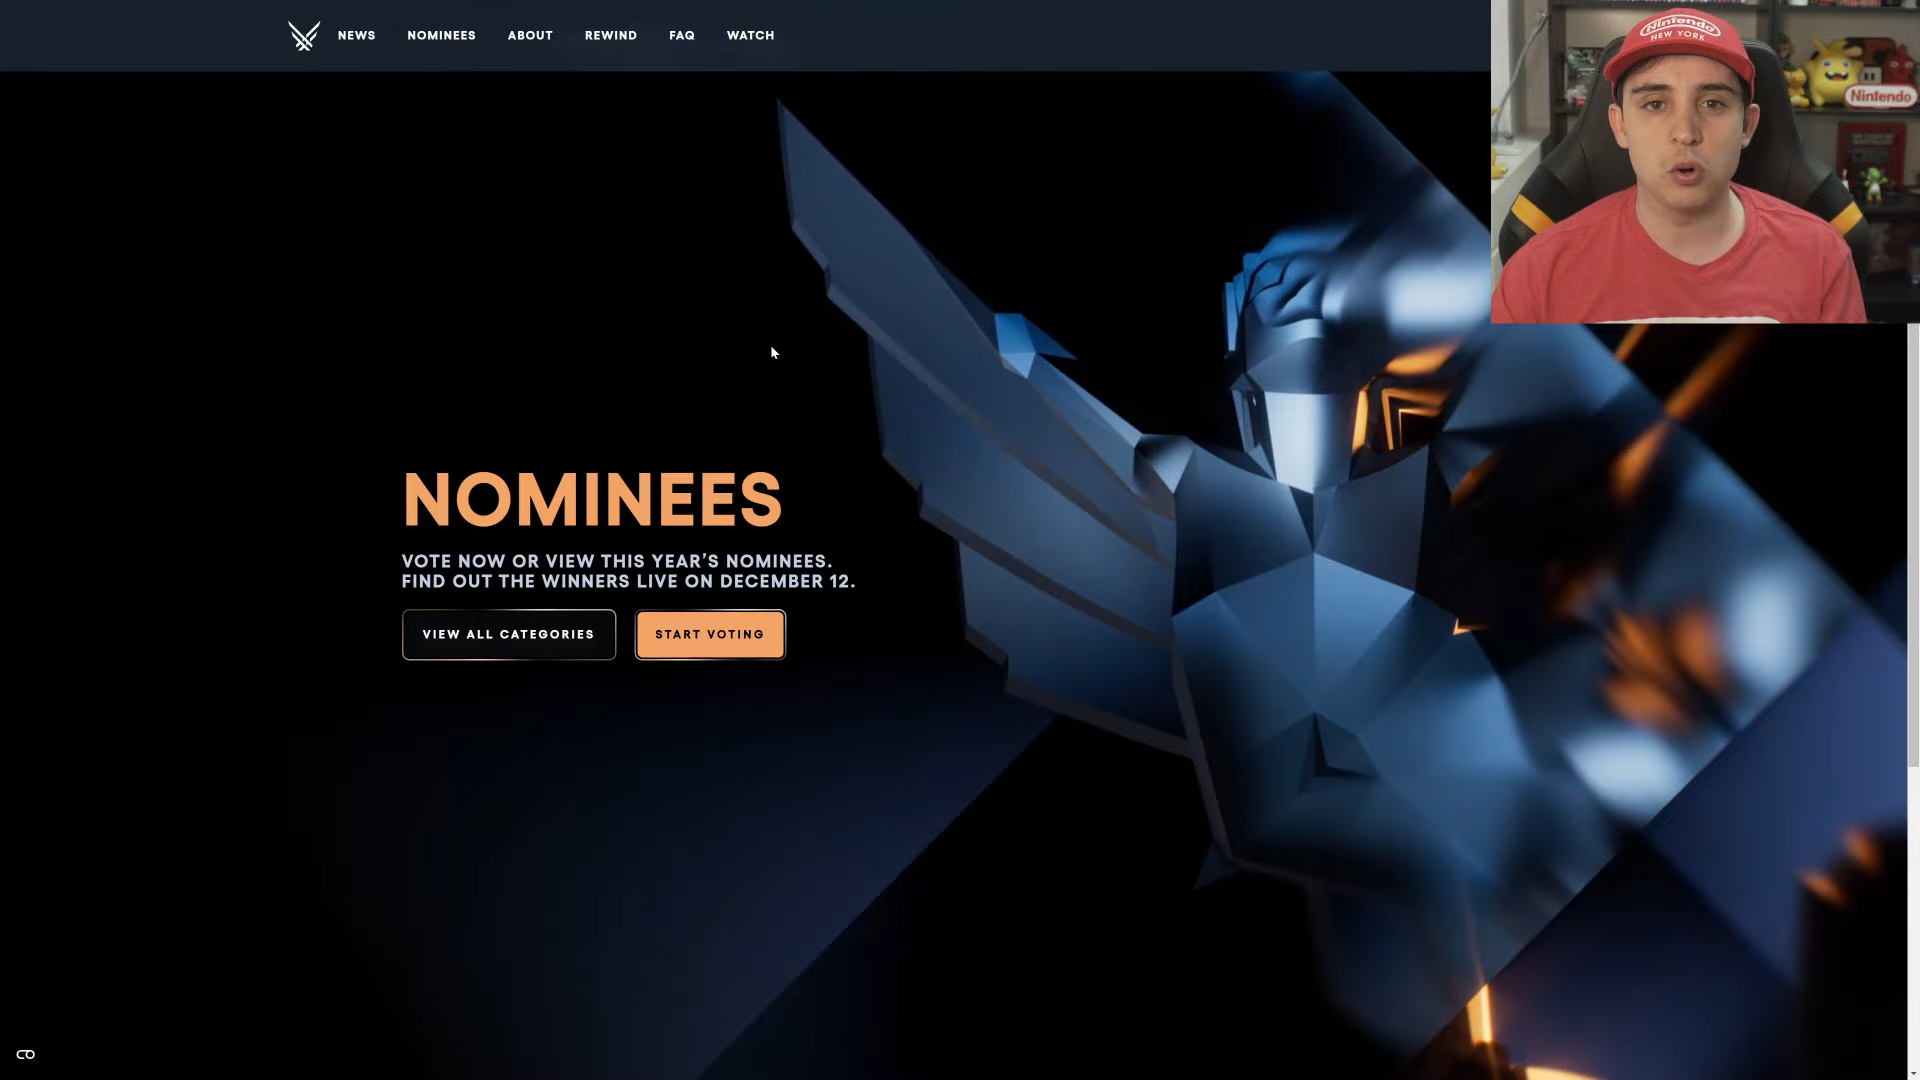 NEWS
NOMINEES
ABOUT
REWIND
FAQ
WATCH
Nintendo
NEW YORK
Nintendo
NOMINEES
VOTE NOW OR VIEW THIS YEAR'S NOMINEES.
FIND OUT THE WINNERS LIVE ON DECEMBER 12.
VIEW ALL CATEGORIES
START VOTING